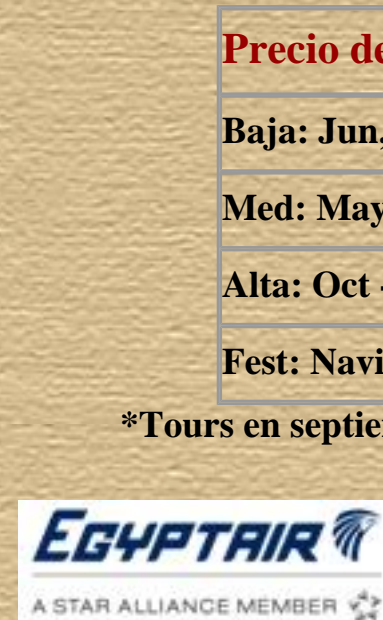 Precio de
Baja: Jun,
Med: May
Alta: Oct -
Fest: Navi
*Tours en septie
EGYPTAIR
A STAR ALLIANCE MEMBER